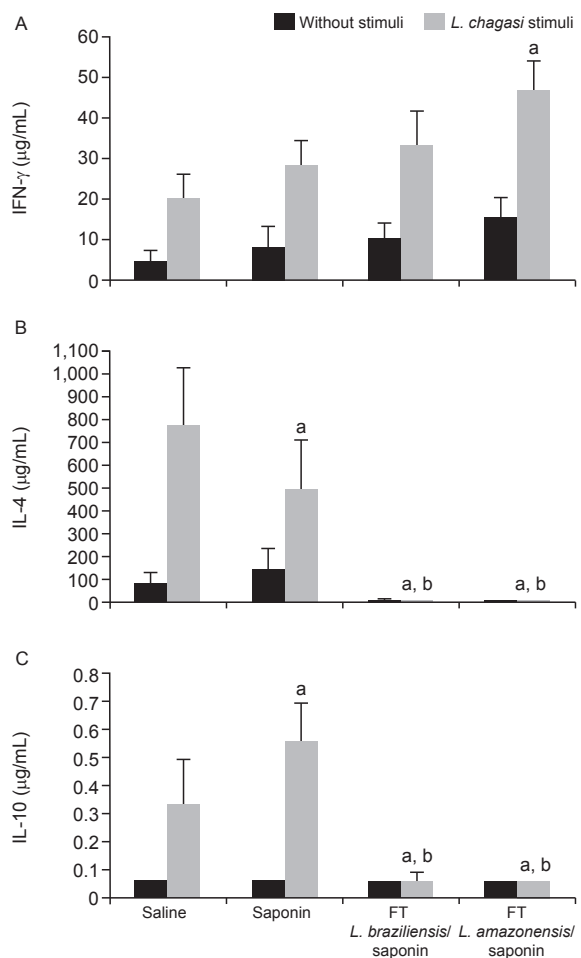 Without stimuli
L. chagasi stimuli
A
IFN-γ (μg/mL)
60
50
40
30
20
10
0
a
B
IL-4 (μg/mL)
1,100
1,000
900
800
700
600
500
400
300
200
100
0
a
a, b
a, b
C
IL-10 (μg/mL)
0.8
0.7
0.6
0.5
0.4
0.3
0.2
0.1
0
a
a, b
a, b
Saline
Saponin
FT
L. braziliensis/
saponin
FT
L. amazonensis/
saponin